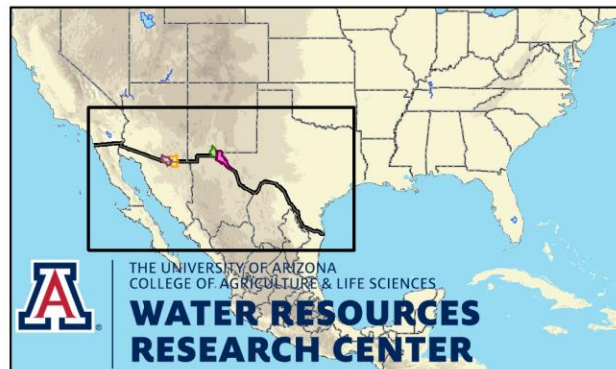 THE UNIVERSITY OF ARIZONA
COLLEGE OF AGRICULTURE & LIFE SCIENCES
WATER RESOURCES
RESEARCH CENTER
A
®